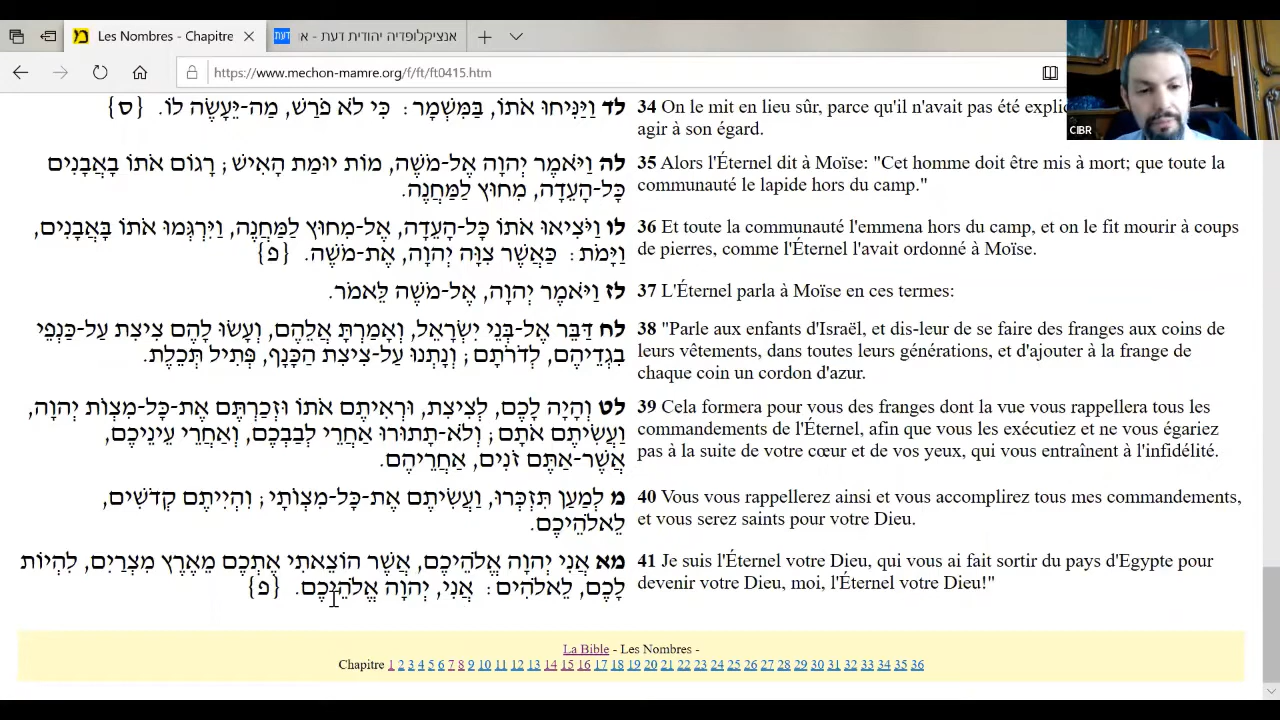 Les Nombres - Chapitre
אנציקלופדיה יהודית דעת - א
דעת
https://www.mechon-mamre.org/f/ft/ft0415.htm
CIBR
לד וַיַּנִּיחוּ אֹתוֹ, בַּמִּשְׁמָר: כִּי לֹא פֹרַשׁ, מַה-יֵּעָשֶׂה לוֹ. {ס}
34 On le mit en lieu sûr, parce qu'il n'avait pas été
agir à son égard.
לה וַיֹּאמֶר יְהוָה אֶל-מֹשֶׁה, מוֹת יוּמַת הָאִישׁ; רָגוֹם אֹתוֹ בָאֲבָנִים
כָּל-הָעֵדָה, מִחוּץ לַמַּחֲנֶה.
35 Alors l'Éternel dit à Moïse: "Cet homme doit être mis à mort; que toute la
communauté le lapide hors du camp."
לו וַיֹּצִיאוּ אֹתוֹ כָּל-הָעֵדָה, אֶל-מִחוּץ לַמַּחֲנֶה, וַיִּרְגְּמוּ אֹתוֹ בָּאֲבָנִים,
וַיָּמֹת: כַּאֲשֶׁר צִוָּה יְהוָה, אֶת-מֹשֶׁה. {פ}
36 Et toute la communauté l'emmena hors du camp, et on le fit mourir à coups
de pierres, comme l'Éternel l'avait ordonné à Moïse.
לז וַיֹּאמֶר יְהוָה, אֶל-מֹשֶׁה לֵּאמֹר.
37 L'Éternel parla à Moïse en ces termes:
לח דַּבֵּר אֶל-בְּנֵי יִשְׂרָאֵל, וְאָמַרְתָּ אֲלֵהֶם, וְעָשׂוּ לָהֶם צִיצִת עַל-כַּנְפֵי
בִגְדֵיהֶם, לְדֹרֹתָם; וְנָתְנוּ עַל-צִיצִת הַכָּנָף, פְּתִיל תְּכֵלֶת.
38 "Parle aux enfants d'Israël, et dis-leur de se faire des franges aux coins de
leurs vêtements, dans toutes leurs générations, et d'ajouter à la frange de
chaque coin un cordon d'azur.
לט וְהָיָה לָכֶם, לְצִיצִת, וּרְאִיתֶם אֹתוֹ וּזְכַרְתֶּם אֶת-כָּל-מִצְוֺת יְהוָה,
וַעֲשִׂיתֶם אֹתָם; וְלֹא-תָתוּרוּ אַחֲרֵי לְבַבְכֶם, וְאַחֲרֵי עֵינֵיכֶם,
אֲשֶׁר-אַתֶּם זֹנִים, אַחֲרֵיהֶם.
39 Cela formera pour vous des franges dont la vue vous rappellera tous les
commandements de l'Éternel, afin que vous les exécutiez et ne vous égariez
pas à la suite de votre cœur et de vos yeux, qui vous entraînent à l'infidélité.
מ לְמַעַן תִּזְכְּרוּ, וַעֲשִׂיתֶם אֶת-כָּל-מִצְוֺתָי; וִהְיִיתֶם קְדֹשִׁים,
לֵאלֹהֵיכֶם.
40 Vous vous rappellerez ainsi et vous accomplirez tous mes commandements,
et vous serez saints pour votre Dieu.
מא אֲנִי יְהוָה אֱלֹהֵיכֶם, אֲשֶׁר הוֹצֵאתִי אֶתְכֶם מֵאֶרֶץ מִצְרַיִם, לִהְיוֹת
לָכֶם, לֵאלֹהִים: אֲנִי, יְהוָה אֱלֹהֵיכֶם. {פ}
41 Je suis l'Éternel votre Dieu, qui vous ai fait sortir du pays d'Egypte pour
devenir votre Dieu, moi, l'Éternel votre Dieu!"
La Bible - Les Nombres -
Chapitre 1 2 3 4 5 6 7 8 9 10 11 12 13 14 15 16 17 18 19 20 21 22 23 24 25 26 27 28 29 30 31 32 33 34 35 36